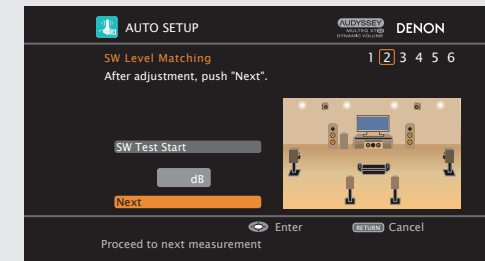 AUTO SETUP
AUDYSSEY
MULTEQ XT32
DYNAMIC VOLUME
DENON
SW Level Matching
1 2 3 4 5 6
After adjustment, push "Next".
SW Test Start
dB
Next
Enter
RETURN Cancel
Proceed to next measurement